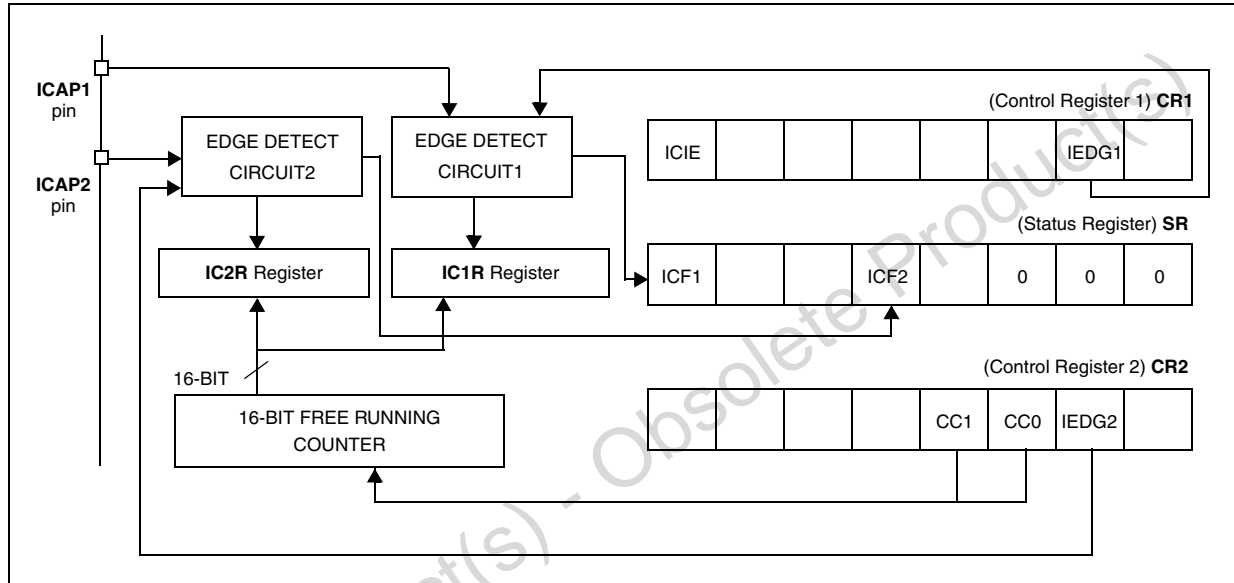 ICAP1
pin
ICAP2
pin
EDGE DETECT
CIRCUIT2
EDGE DETECT
CIRCUIT1
IC2R Register
IC1R Register
16-BIT
16-BIT FREE RUNNING
COUNTER
(Control Register 1) CR1
ICIE IEDG1
(Status Register) SR
ICF1 ICF2 0 0 0
(Control Register 2) CR2
CC1 CC0 IEDG2
ct(s) - Obsolete Product(s)